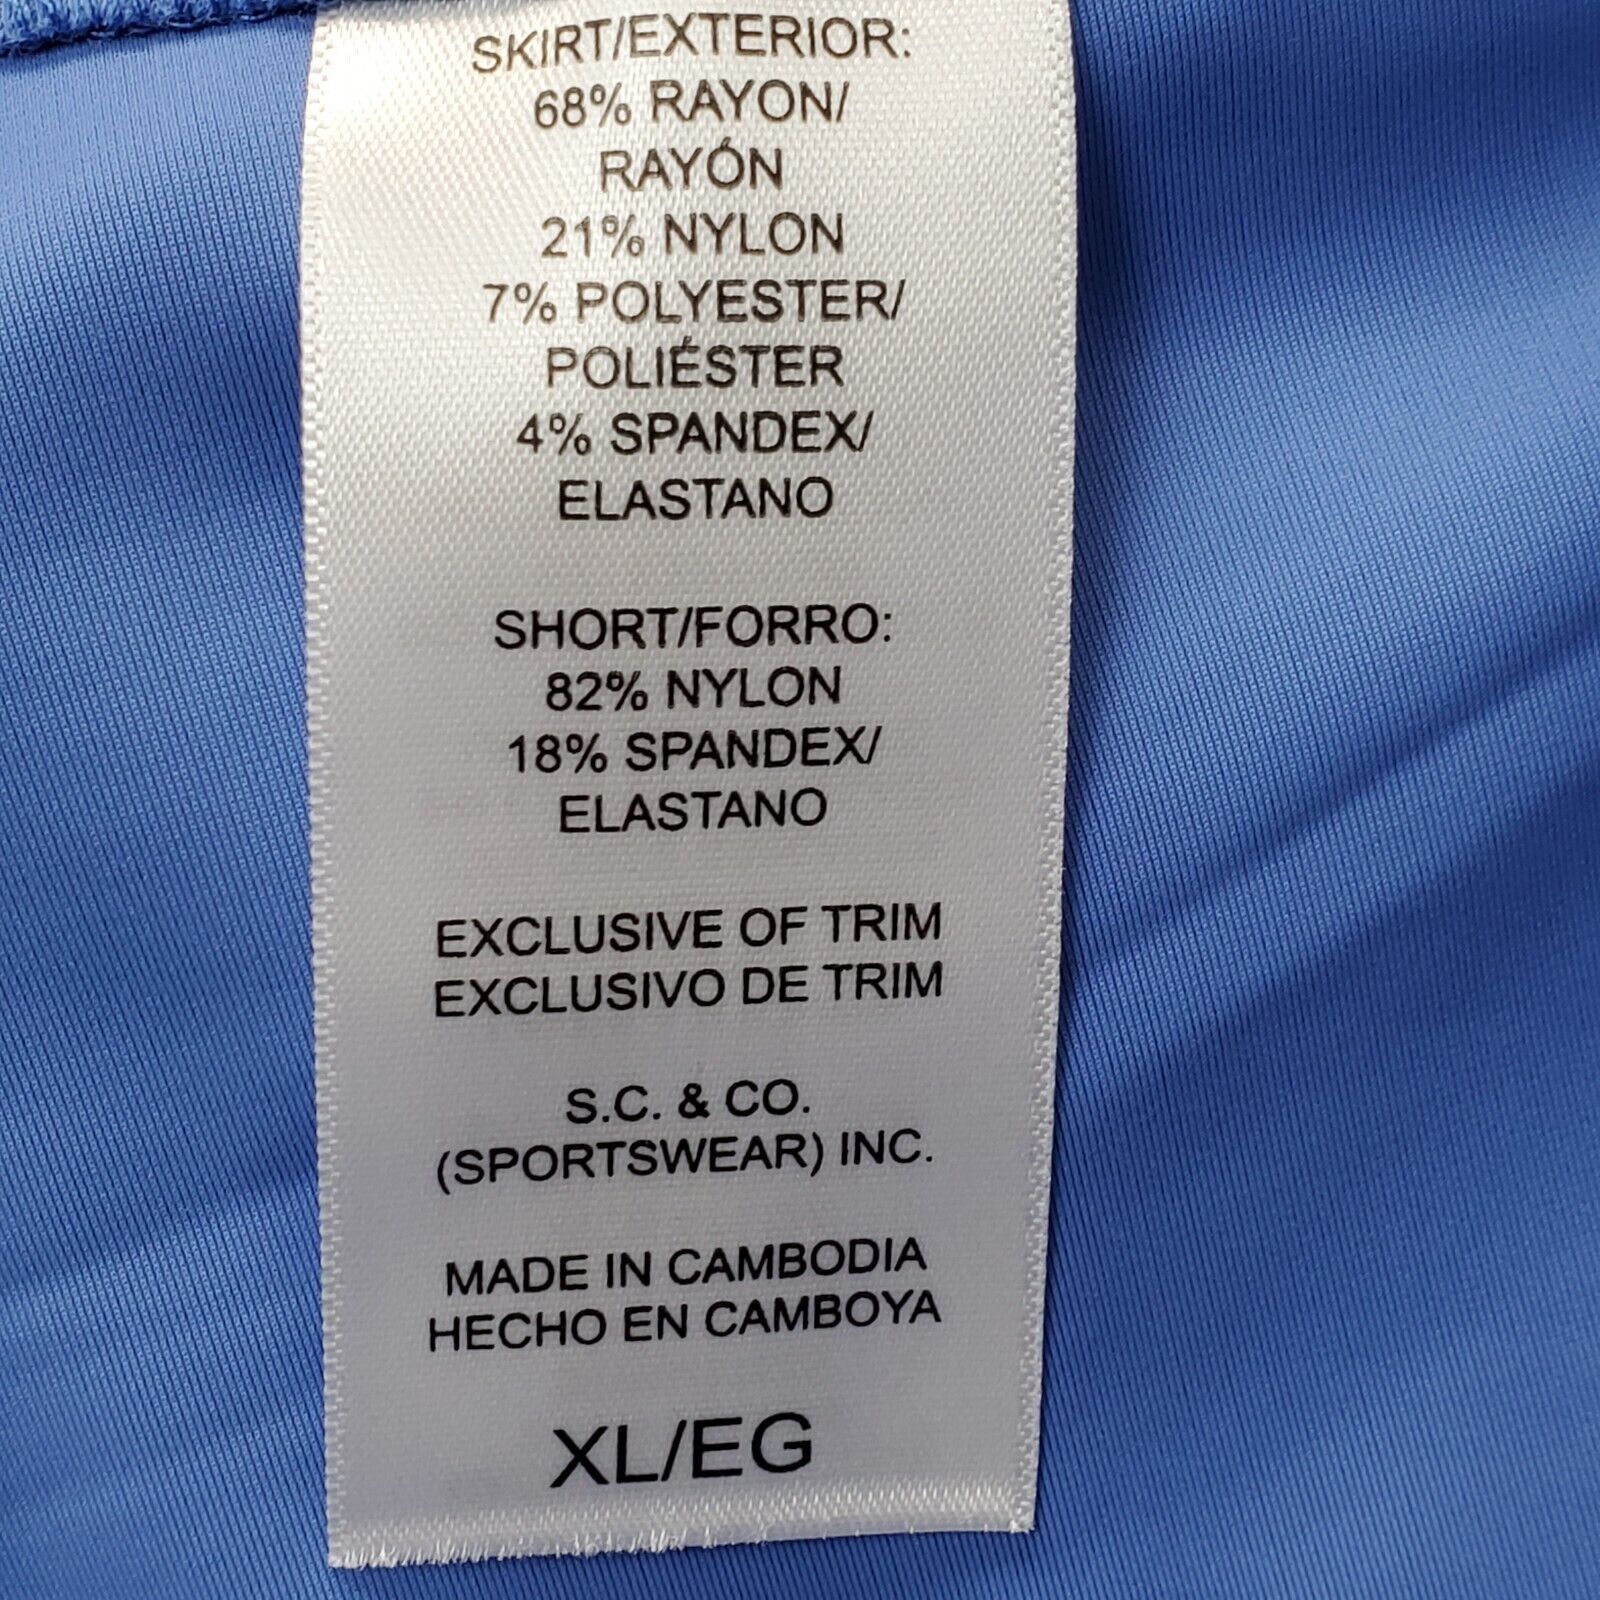 SKIRT/EXTERIOR:
68% RAYON/
RAYÓN
21% NYLON
7% POLYESTER/
POLIÉSTER
4% SPANDEX/
ELASTANO
SHORT/FORRO:
82% NYLON
18% SPANDEX/
ELASTANO
EXCLUSIVE OF TRIM
EXCLUSIVO DE TRIM
S.C. & CO.
(SPORTSWEAR) INC.
MADE IN CAMBODIA
HECHO EN CAMBOYA
XL/EG